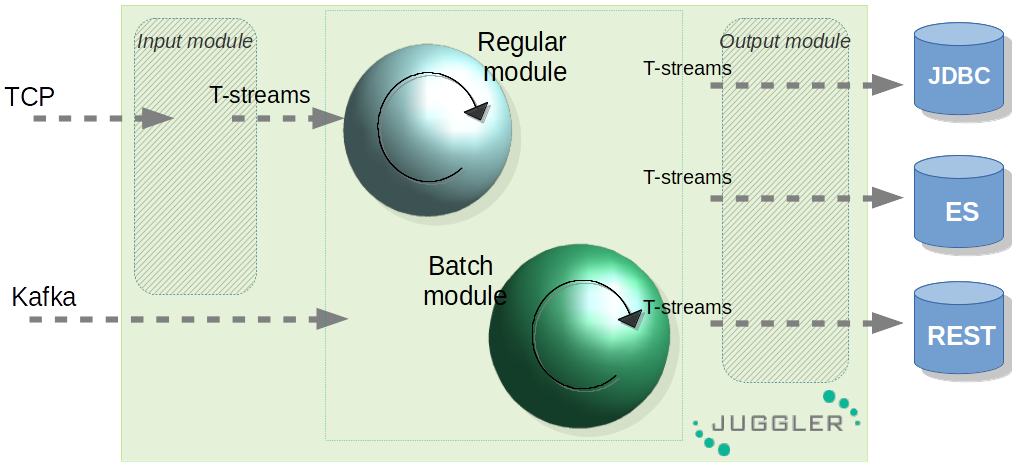 Input module
Regular
module
Output module
T-streams
JDBC
TCP
T-streams
T-streams
ES
Batch
module
Kafka
T-streams
REST
JUGGLER